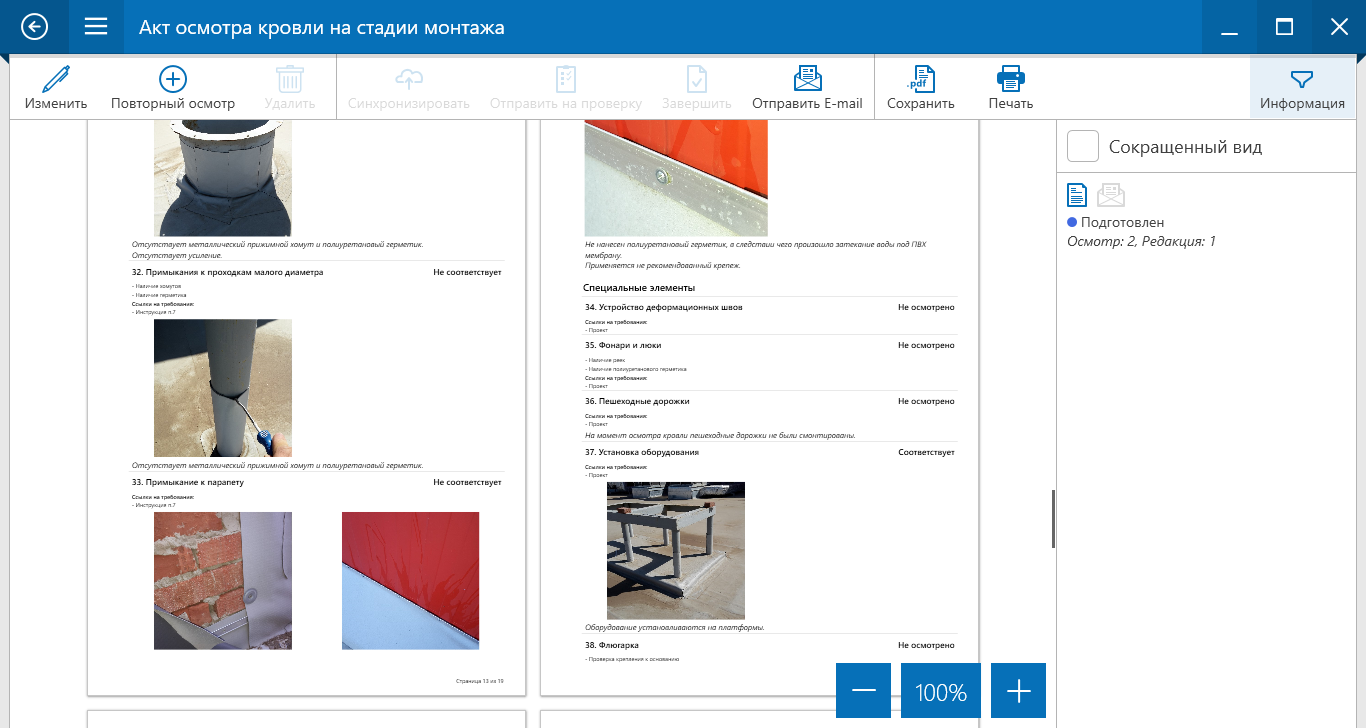 Акт осмотра кровли на стадии монтажа
Изменить
Повторный осмотр
Удалить
Синхронизировать
Отправить на проверку
Завершить
Отправить E-mail
.pdf
Сохранить
Печать
Информация
Отсутствует металлический прижимной хомут и полиуретановый герметик.
Отсутствует усиление.
32. Примыкания к проходкам малого диаметра Не соответствует
- Наличие хомутов
- Наличие герметика
Ссылки на требования:
- Инструкция п.7
Отсутствует металлический прижимной хомут и полиуретановый герметик.
33. Примыкание к парапету Не соответствует
Ссылки на требования:
- Инструкция п.7
Страница 13 из 19
Не нанесен полиуретановый герметик, в следствии чего произошло затекание воды под ПВХ
мембрану.
Применяется не рекомендованный крепеж.
Специальные элементы
34. Устройство деформационных швов Не осмотрено
Ссылки на требования:
- Проект
35. Фонари и люки Не осмотрено
- Наличие реек
- Наличие полиуретанового герметика
Ссылки на требования:
- Проект
36. Пешеходные дорожки Не осмотрено
Ссылки на требования:
- Проект
На момент осмотра кровли пешеходные дорожки не были смонтированы.
37. Установка оборудования Соответствует
Ссылки на требования:
- Проект
Оборудование устанавливаются на платформы.
38. Флюгарка Не осмотрено
- Проверка крепления к основанию
100%
Сокращенный вид
Подготовлен
Осмотр: 2, Редакция: 1